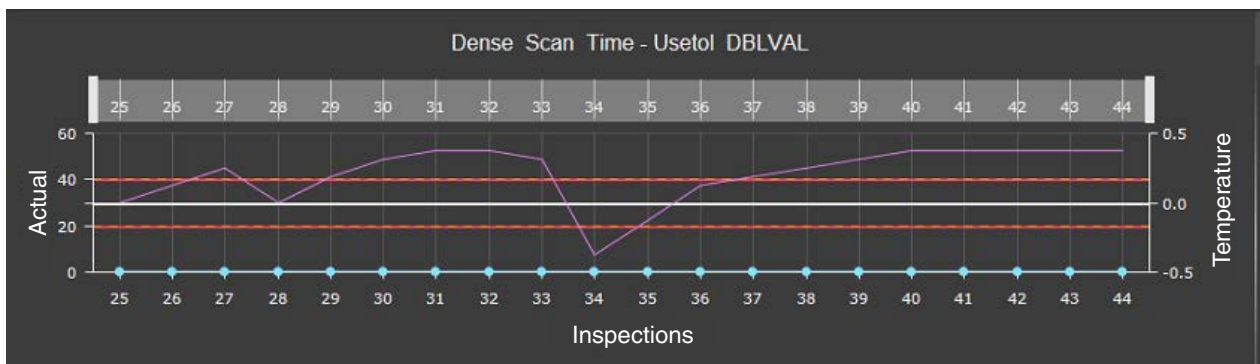 Dense Scan Time - Usetol DBLVAL
25 26 27 28 29 30 31 32 33 34 35 36 37 38 39 40 41 42 43 44
60 0.5
40
0.0
20
0 -0.5
Actual
Temperature
25 26 27 28 29 30 31 32 33 34 35 36 37 38 39 40 41 42 43 44
Inspections